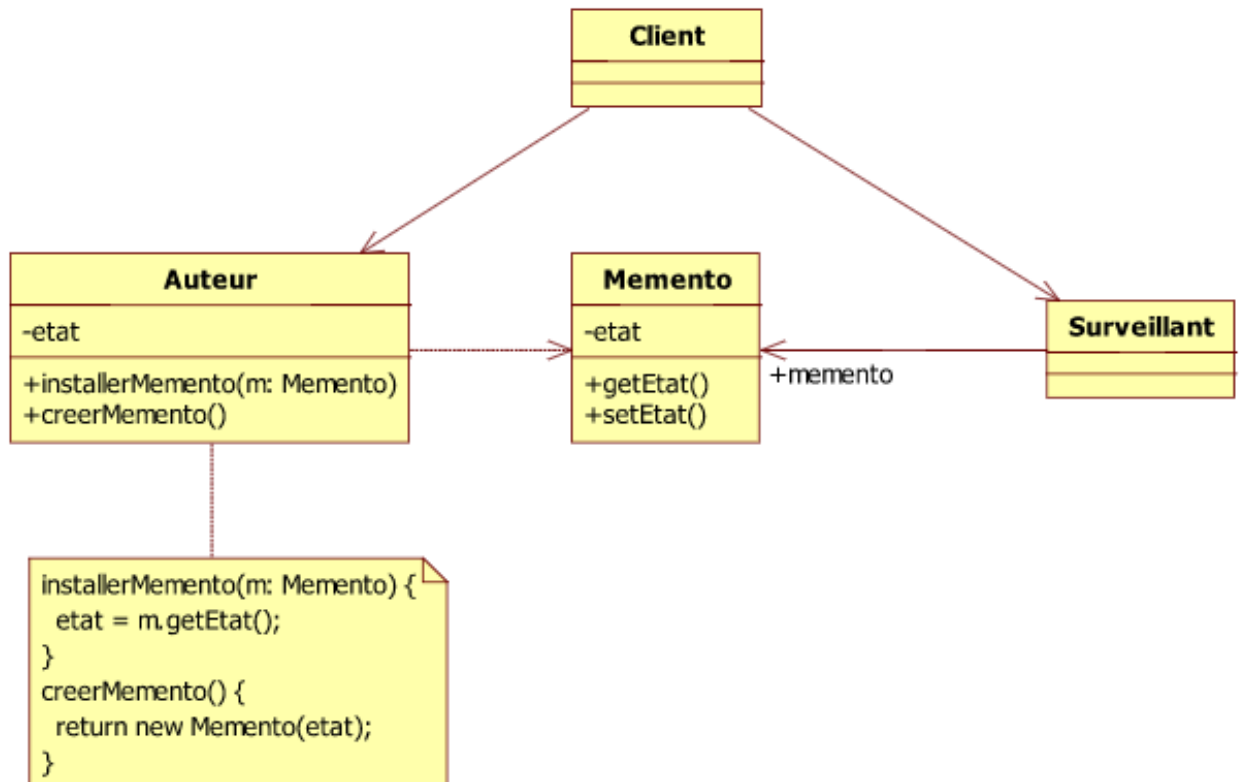 Client
Auteur
-etat
+installerMemento(m: Memento)
+creerMemento()
Memento
-etat
+getEtat()
+setEtat()
+memento
Surveillant
installerMemento(m: Memento) {
etat = m.getEtat();
}
creerMemento() {
return new Memento(etat);
}